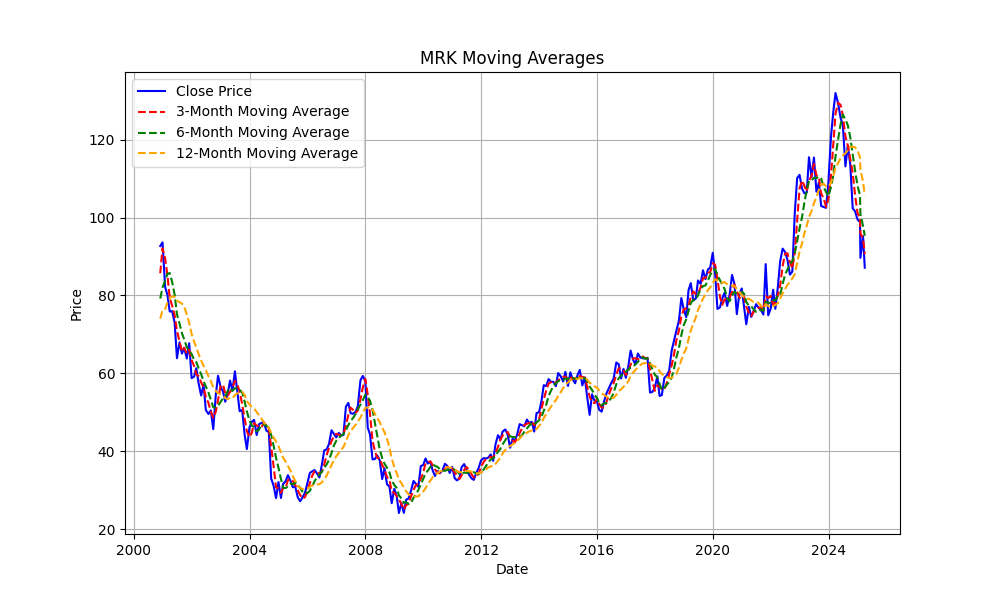 MRK Moving Averages
Close Price
3-Month Moving Average
6-Month Moving Average
12-Month Moving Average
120
100
80
60
40
20
Price
2000 2004 2008 2012 2016 2020 2024
Date